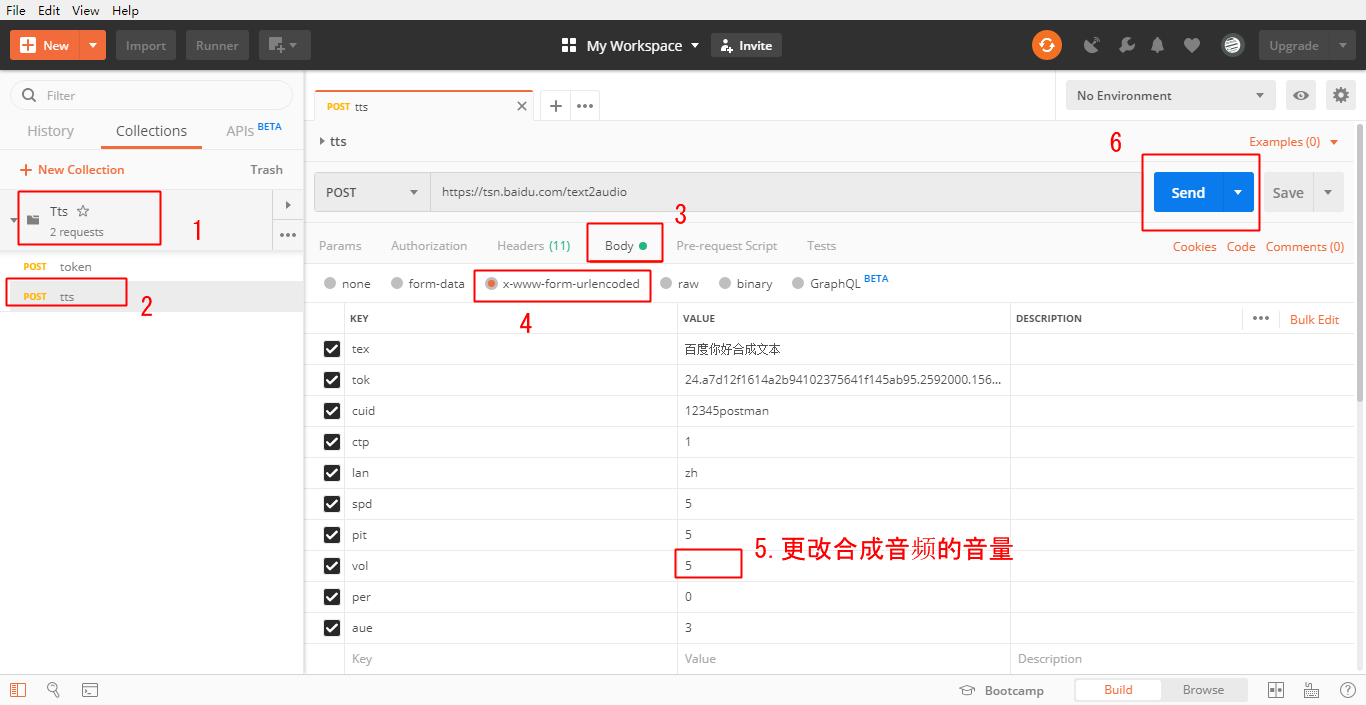 File Edit View Help
New Import Runner My Workspace Invite Upgrade
Filter
History Collections APIs BETA
New Collection Trash
Tts
2 requests
1
POST token
POST tts
2
POST tts
No Environment
tts
6
Examples (0)
POST https://tsn.baidu.com/text2audio Send Save
3
Params Authorization Headers (11) Body Pre-request Script Tests Cookies Code Comments (0)
none form-data x-www-form-urlencoded raw binary GraphQL BETA
4
KEY VALUE DESCRIPTION Bulk Edit
tex 百度你好合成文本
tok 24.a7d12f1614a2b94102375641f145ab95.2592000.156...
cuid 12345postman
ctp 1
lan zh
spd 5
pit 5
5.更改合成音频的音量
vol 5
per 0
aue 3
Key Value Description
Bootcamp Build Browse